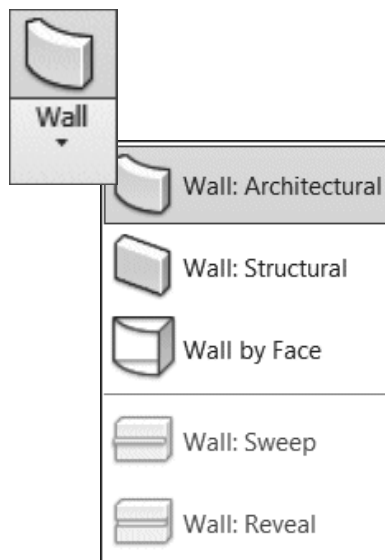 Wall
Wall: Architectural
Wall: Structural
Wall by Face
Wall: Sweep
Wall: Reveal